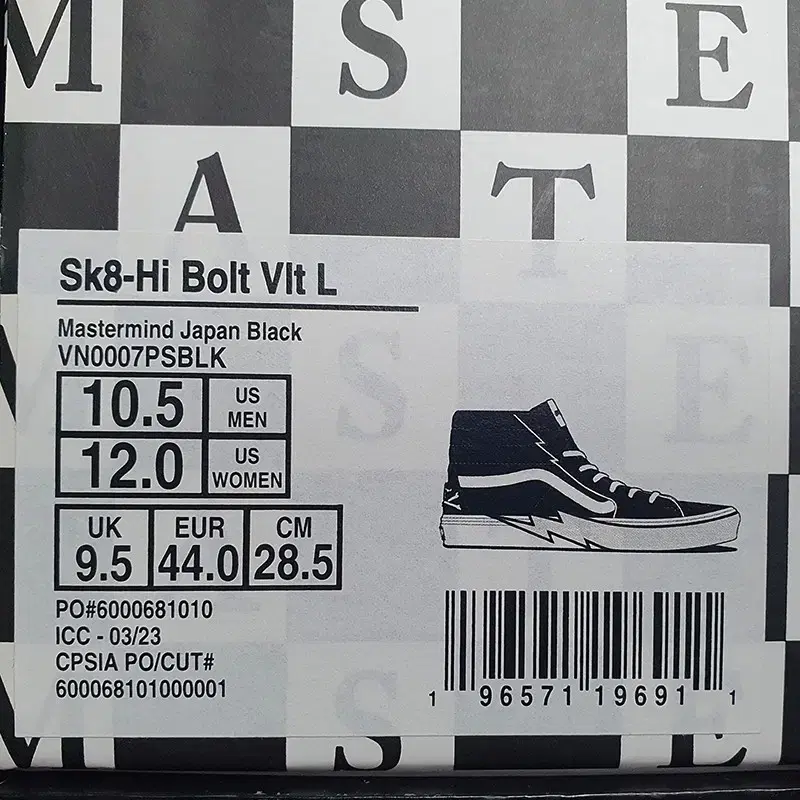 M S E
A T
Sk8-Hi Bolt Vlt L
Mastermind Japan Black
VN0007PSBLK
10.5 US MEN
12.0 US WOMEN
UK EUR CM
9.5 44.0 28.5
PO#6000681010
ICC - 03/23
CPSIA PO/CUT#
600068101000001
1 96571 19691 1
S E
M S E